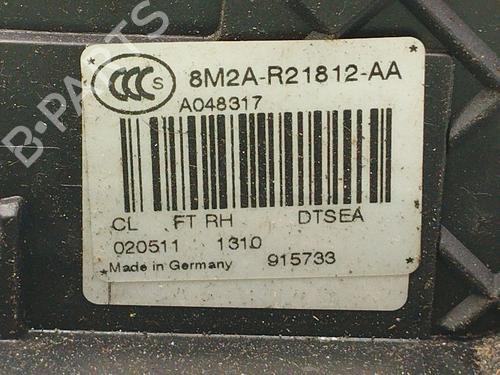 B-PARTS
CCC S 8M2A-R21812-AA
A048317
CL FT RH DTSEA
020511 1310
Made in Germany 915733